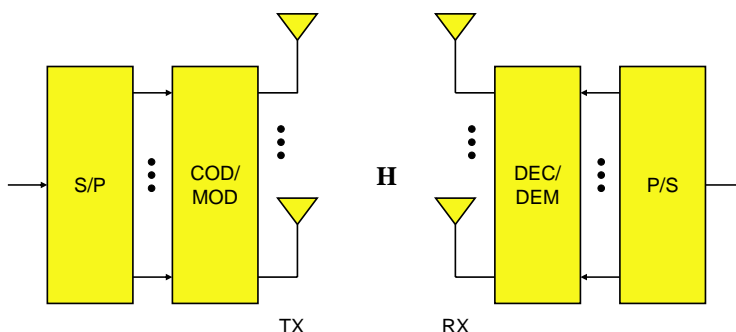 S/P
COD/
MOD
H
DEC/
DEM
P/S
TX
RX